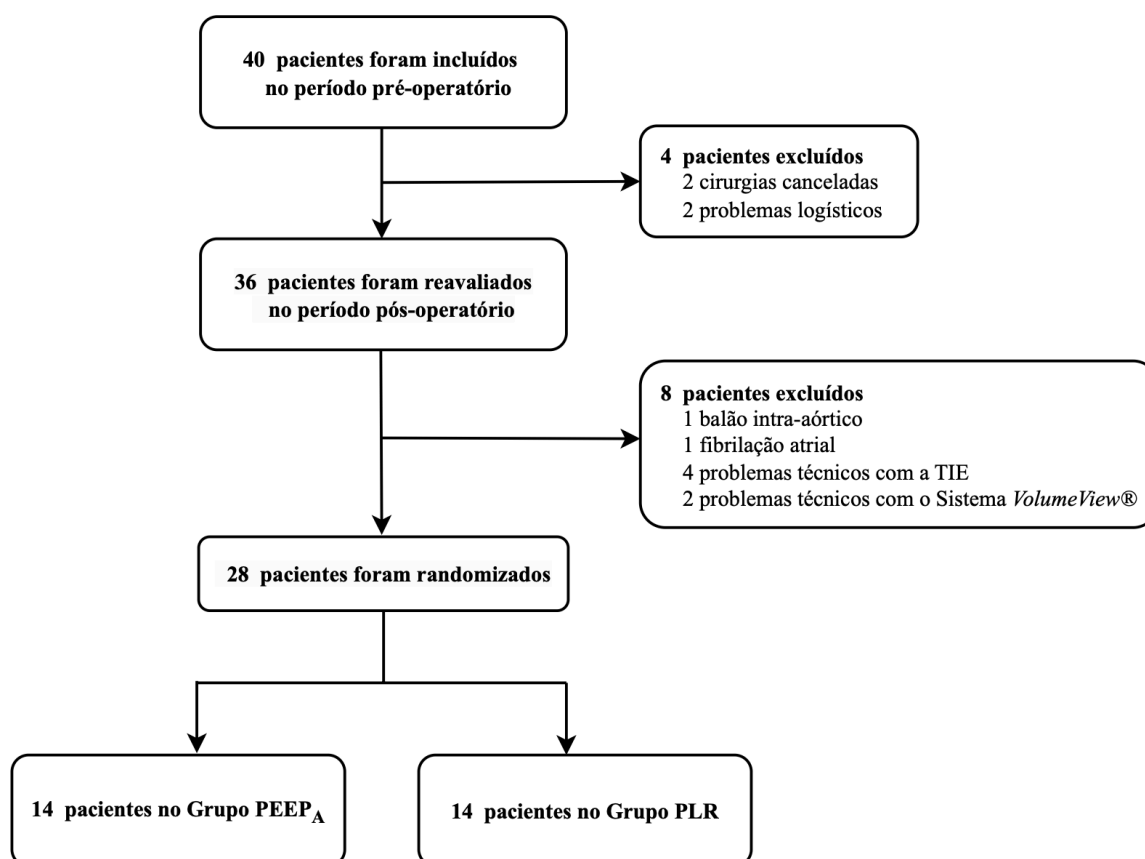 40 pacientes foram incluídos
no período pré-operatório
4 pacientes excluídos
2 cirurgias canceladas
2 problemas logísticos
36 pacientes foram reavaliados
no período pós-operatório
8 pacientes excluídos
1 balão intra-aórtico
1 fibrilação atrial
4 problemas técnicos com a TIE
2 problemas técnicos com o Sistema VolumeView®
28 pacientes foram randomizados
14 pacientes no Grupo PEEPA
14 pacientes no Grupo PLR